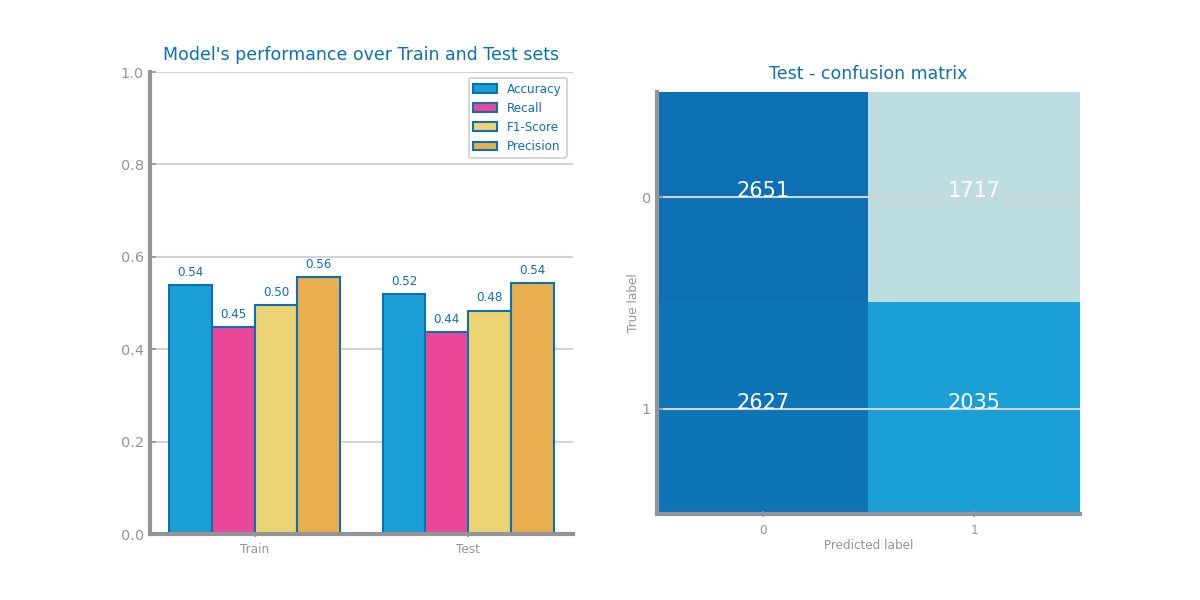 Model's performance over Train and Test sets
1.0
0.8
0.6
0.4
0.2
0.0
Accuracy
Recall
F1-Score
Precision
0.54
0.45
0.50
0.56
0.52
0.44
0.48
0.54
Train
Test
Test - confusion matrix
True label
0
1
2651
1717
2627
2035
0
1
Predicted label